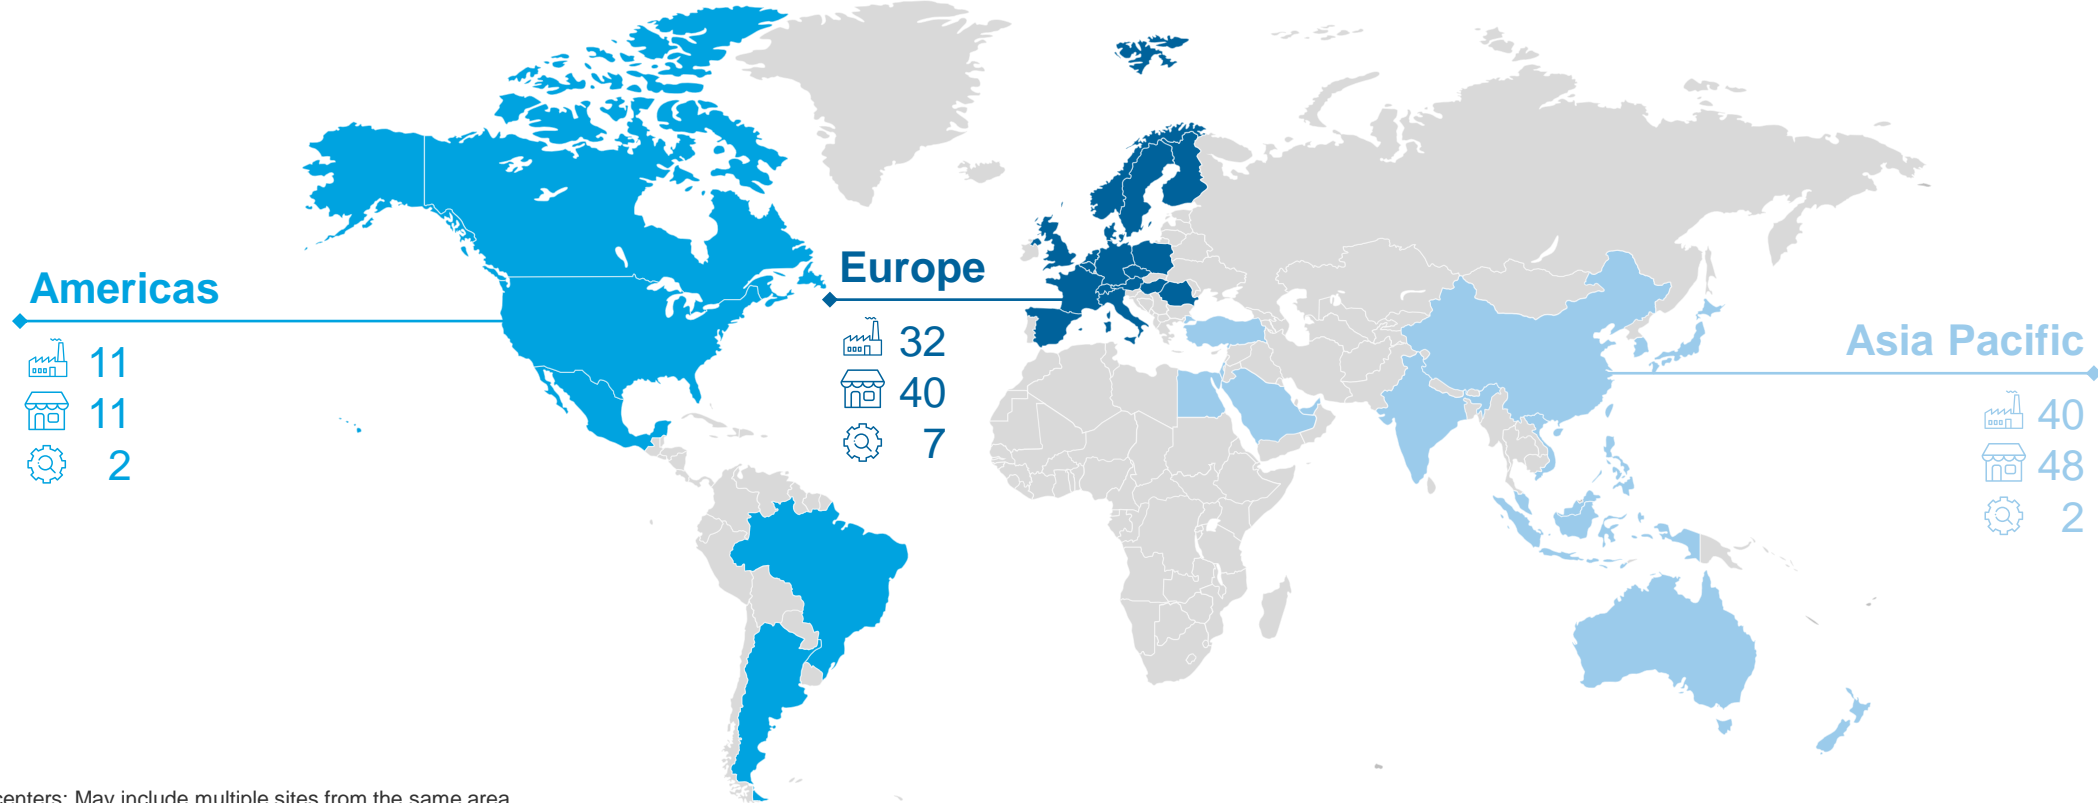 Americas
11
11
2
Europe
32
40
7
Asia Pacific
40
48
2
centers: May include multiple sites from the same area